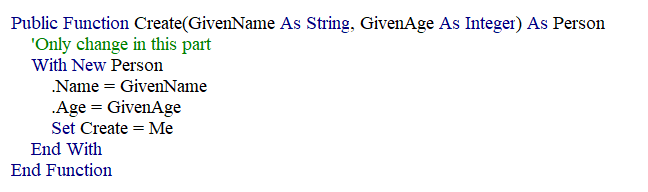 Public Function Create(GivenName As String, GivenAge As Integer) As Person
'Only change in this part
With New Person
.Name = GivenName
.Age = GivenAge
Set Create = Me
End With
End Function